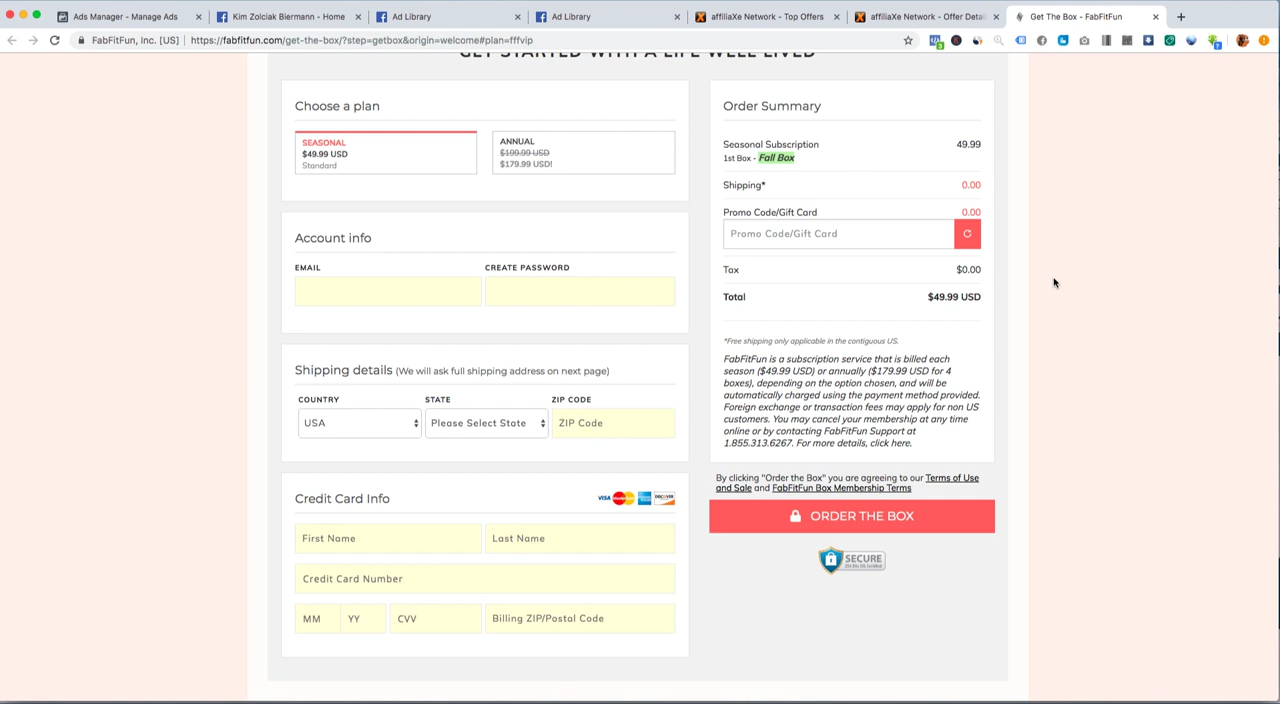 Ads Manager - Manage Ads
Kim Zolciak Biermann - Home
Ad Library
Ad Library
affiliaXe Network - Top Offers
affiliaXe Network - Offer Detail
Get The Box - FabFitFun
FabFitFun, Inc. [US] | https://fabfitfun.com/get-the-box/?step=getbox&origin=welcome#plan=fffvip
GET STARTED WITH A LIFE WELL LIVED
Choose a plan
SEASONAL
$49.99 USD
Standard
ANNUAL
$199.99 USD
$179.99 USD!
Account info
EMAIL
CREATE PASSWORD
Shipping details (We will ask full shipping address on next page)
COUNTRY
STATE
ZIP CODE
USA
Please Select State
ZIP Code
Credit Card Info
VISA
First Name
Last Name
Credit Card Number
MM
YY
CVV
Billing ZIP/Postal Code
Order Summary
Seasonal Subscription
49.99
1st Box - Fall Box
Shipping*
0.00
Promo Code/Gift Card
0.00
Promo Code/Gift Card
Tax
$0.00
Total
$49.99 USD
*Free shipping only applicable in the contiguous US.
FabFitFun is a subscription service that is billed each
season ($49.99 USD) or annually ($179.99 USD for 4
boxes), depending on the option chosen, and will be
automatically charged using the payment method provided.
Foreign exchange or transaction fees may apply for non US
customers. You may cancel your membership at any time
online or by contacting FabFitFun Support at
1.855.313.6267. For more details, click here.
By clicking "Order the Box" you are agreeing to our Terms of Use
and Sale and FabFitFun Box Membership Terms
ORDER THE BOX
SECURE